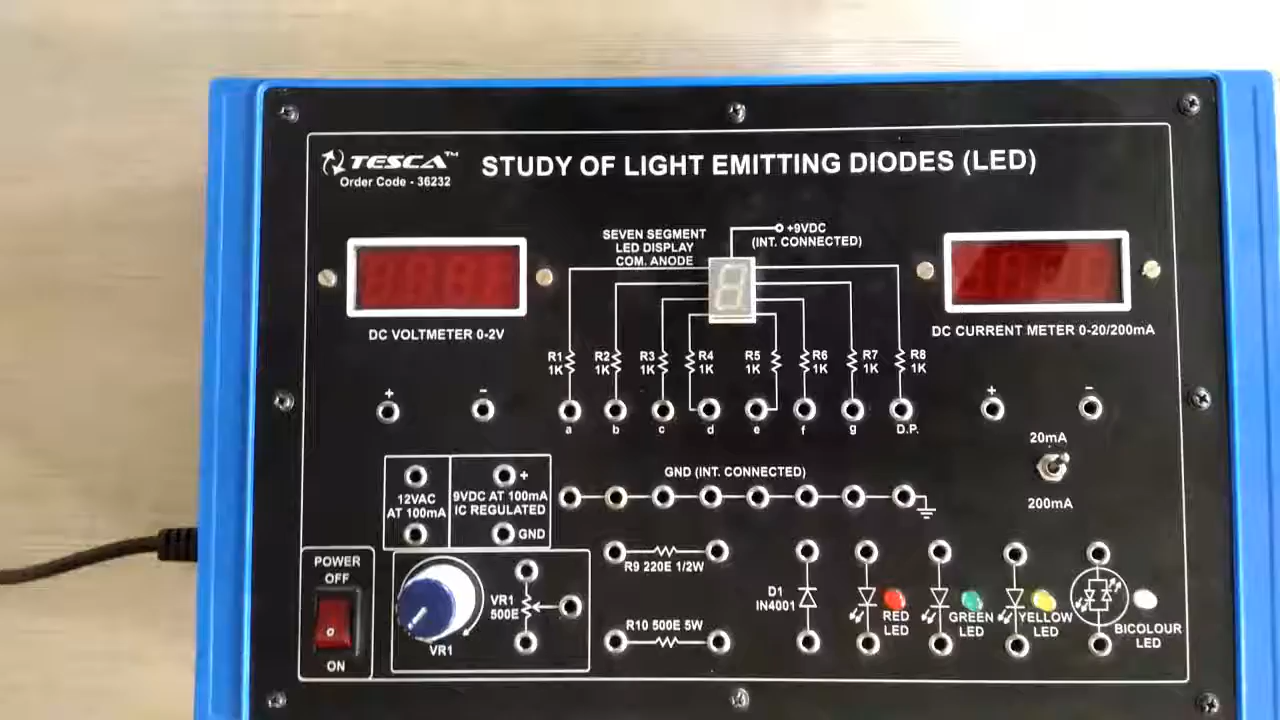 TESCA™
Order Code - 36232
STUDY OF LIGHT EMITTING DIODES (LED)
SEVEN SEGMENT
LED DISPLAY
COM. ANODE
+9VDC
(INT. CONNECTED)
DC VOLTMETER 0-2V
DC CURRENT METER 0-20/200mA
R1
1K
R2
1K
R3
1K
R4
1K
R5
1K
R6
1K
R7
1K
R8
1K
+
-
a
b
c
d
e
f
g
D.P.
+
-
20mA
200mA
GND (INT. CONNECTED)
12VAC
AT 100mA
+
9VDC AT 100mA
IC REGULATED
GND
POWER
OFF
ON
VR1
500E
VR1
R9 220E 1/2W
R10 500E 5W
D1
IN4001
RED
LED
GREEN
LED
YELLOW
LED
BICOLOUR
LED